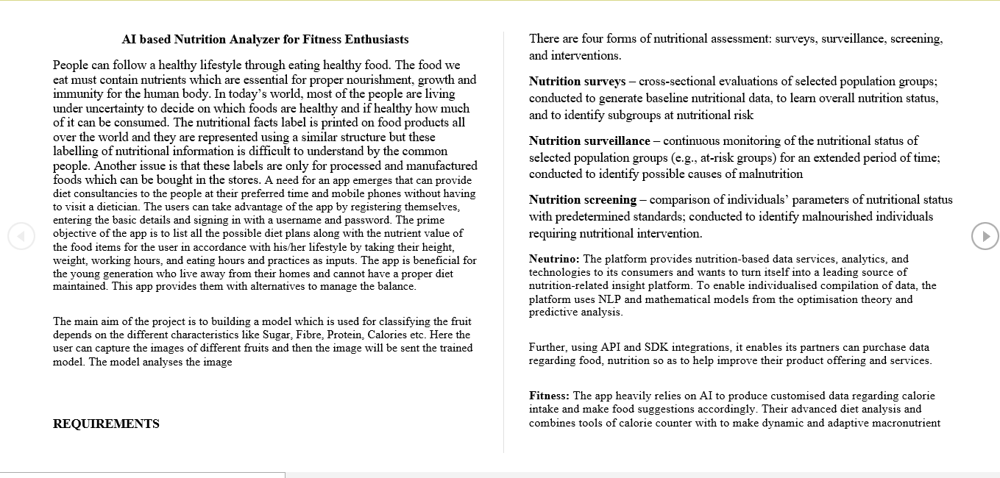 AI based Nutrition Analyzer for Fitness Enthusiasts
People can follow a healthy lifestyle through eating healthy food. The food we
eat must contain nutrients which are essential for proper nourishment, growth and
immunity for the human body. In today’s world, most of the people are living
under uncertainty to decide on which foods are healthy and if healthy how much
of it can be consumed. The nutritional facts label is printed on food products all
over the world and they are represented using a similar structure but these
labelling of nutritional information is difficult to understand by the common
people. Another issue is that these labels are only for processed and manufactured
foods which can be bought in the stores. A need for an app emerges that can provide
diet consultancies to the people at their preferred time and mobile phones without having
to visit a dietician. The users can take advantage of the app by registering themselves,
entering the basic details and signing in with a username and password. The prime
objective of the app is to list all the possible diet plans along with the nutrient value of
the food items for the user in accordance with his/her lifestyle by taking their height,
weight, working hours, and eating hours and practices as inputs. The app is beneficial for
the young generation who live away from their homes and cannot have a proper diet
maintained. This app provides them with alternatives to manage the balance.
The main aim of the project is to building a model which is used for classifying the fruit
depends on the different characteristics like Sugar, Fibre, Protein, Calories etc. Here the
user can capture the images of different fruits and then the image will be sent the trained
model. The model analyses the image
REQUIREMENTS
There are four forms of nutritional assessment: surveys, surveillance, screening,
and interventions.
Nutrition surveys – cross-sectional evaluations of selected population groups;
conducted to generate baseline nutritional data, to learn overall nutrition status,
and to identify subgroups at nutritional risk
Nutrition surveillance – continuous monitoring of the nutritional status of
selected population groups (e.g., at-risk groups) for an extended period of time;
conducted to identify possible causes of malnutrition
Nutrition screening – comparison of individuals’ parameters of nutritional status
with predetermined standards; conducted to identify malnourished individuals
requiring nutritional intervention.
Neutrino: The platform provides nutrition-based data services, analytics, and
technologies to its consumers and wants to turn itself into a leading source of
nutrition-related insight platform. To enable individualised compilation of data, the
platform uses NLP and mathematical models from the optimisation theory and
predictive analysis.
Further, using API and SDK integrations, it enables its partners can purchase data
regarding food, nutrition so as to help improve their product offering and services.
Fitness: The app heavily relies on AI to produce customised data regarding calorie
intake and make food suggestions accordingly. Their advanced diet analysis and
combines tools of calorie counter with to make dynamic and adaptive macronutrient